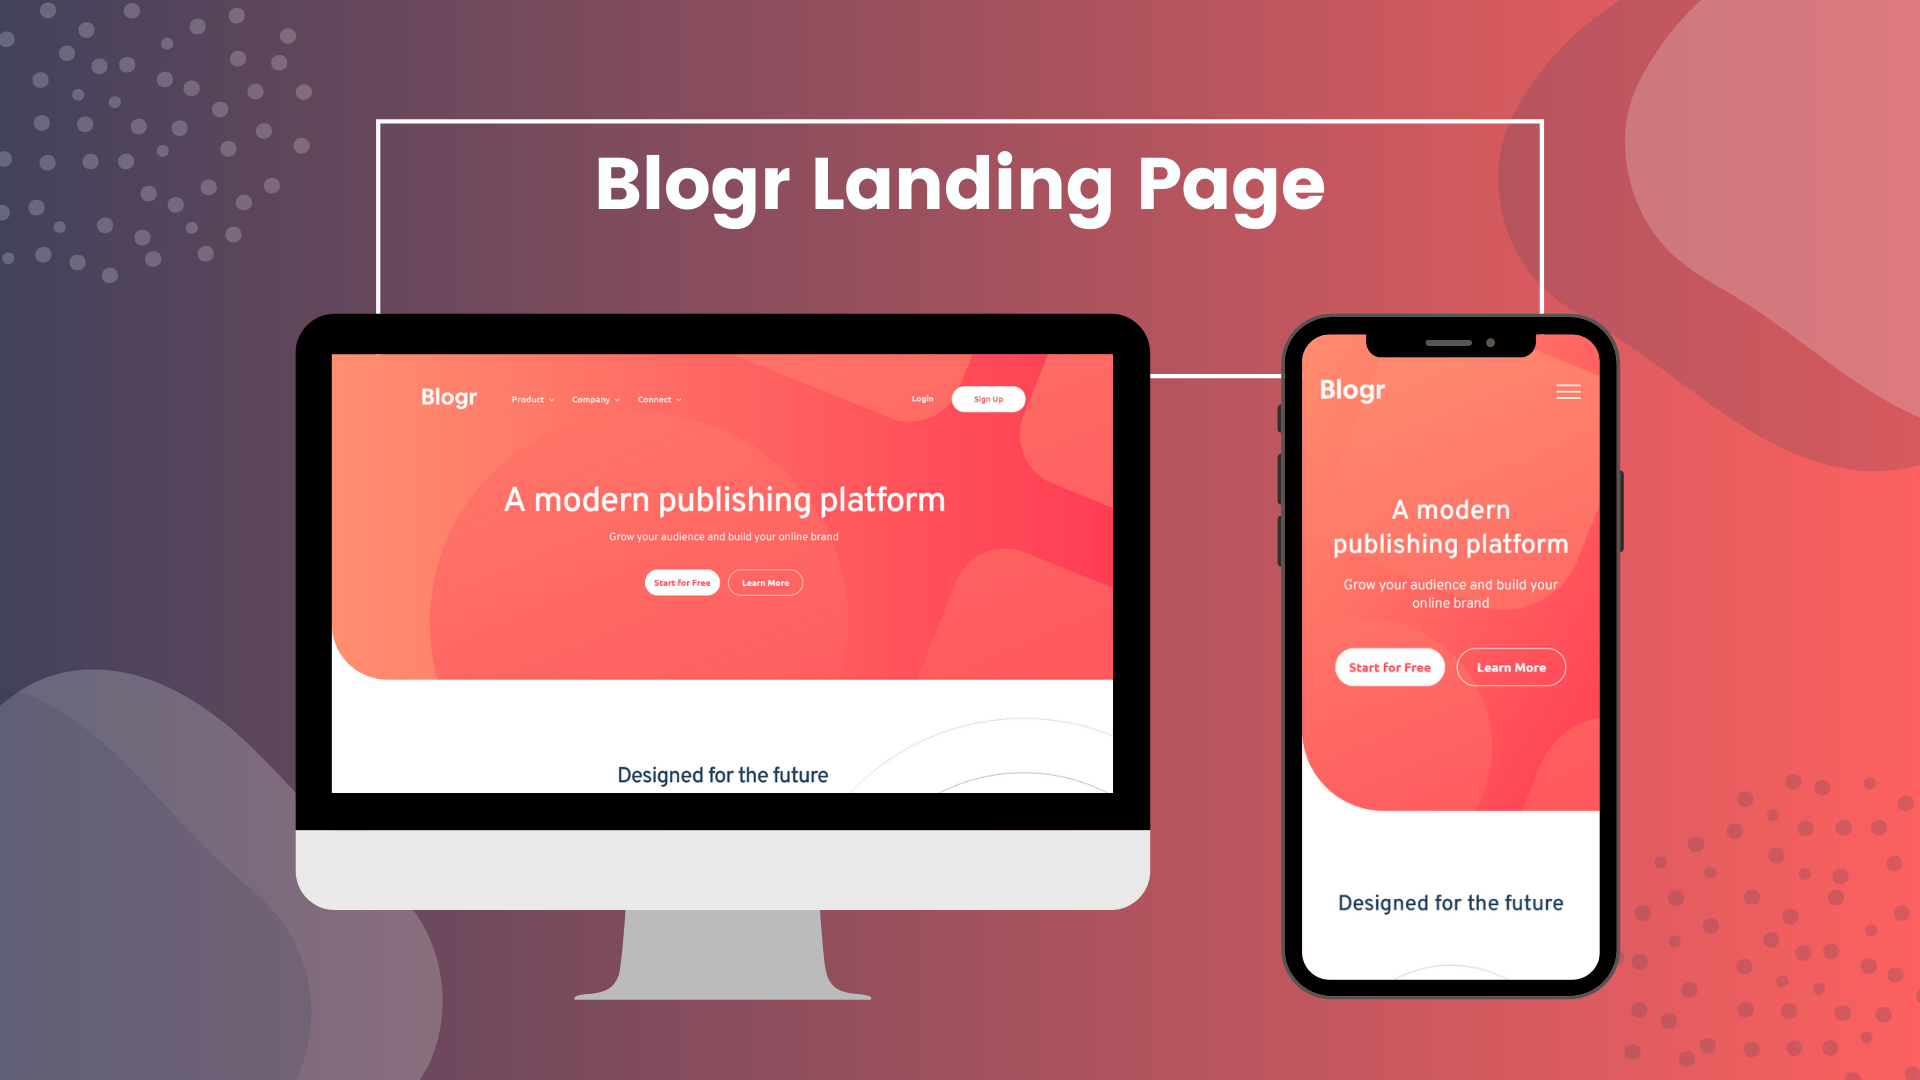 Blogr Landing Page
Blogr Product Company Connect Login Sign Up
A modern publishing platform
Grow your audience and build your online brand
Start for Free Learn More
Designed for the future
Blogr
A modern
publishing platform
Grow your audience and build your
online brand
Start for Free Learn More
Designed for the future